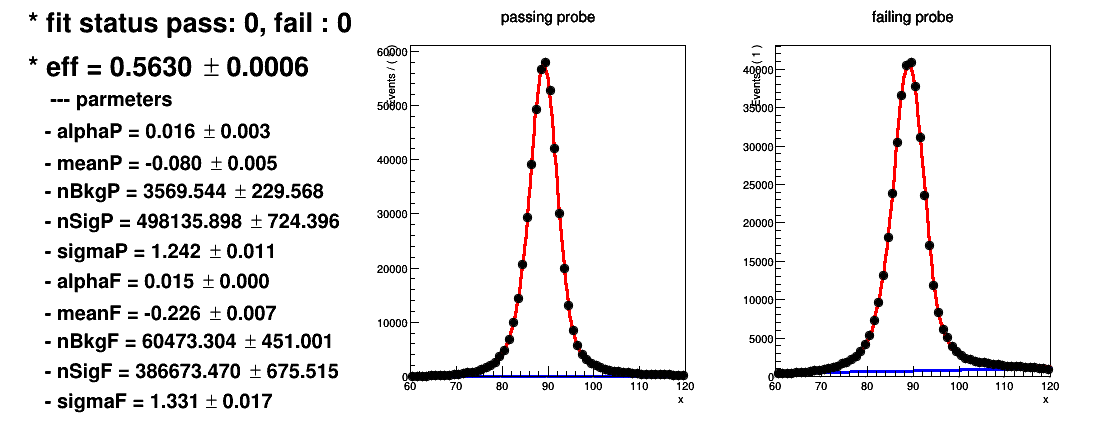 * fit status pass: 0, fail : 0
* eff = 0.5630 ± 0.0006
--- parmeters
- alphaP = 0.016 ± 0.003
- meanP = -0.080 ± 0.005
- nBkgP = 3569.544 ± 229.568
- nSigP = 498135.898 ± 724.396
- sigmaP = 1.242 ± 0.011
- alphaF = 0.015 ± 0.000
- meanF = -0.226 ± 0.007
- nBkgF = 60473.304 ± 451.001
- nSigF = 386673.470 ± 675.515
- sigmaF = 1.331 ± 0.017
passing probe
60000
50000
40000
30000
20000
10000
0
60 70 80 90 100 110 120
x
failing probe
Events / ( 1 )
40000
35000
30000
25000
20000
15000
10000
5000
0
60 70 80 90 100 110 120
x